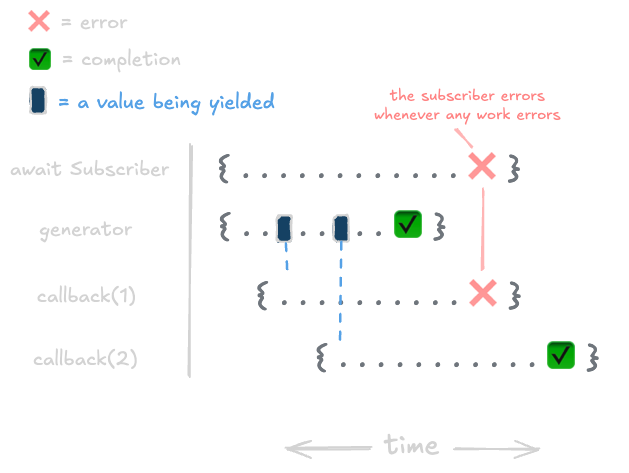 = error
= completion
= a value being yielded
the subscriber errors
whenever any work errors
await Subscriber { . . . . . . . . . . . . }
generator { . . . . . . }
callback(1) { . . . . . . . . . . }
callback(2) { . . . . . . . . . . . }
time